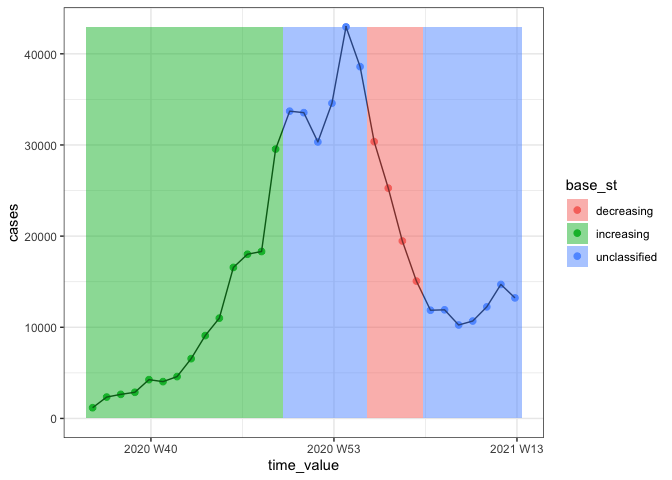 40000
30000
20000
10000
0
cases
2020 W40
2020 W53
2021 W13
time_value
base_st
decreasing
increasing
unclassified